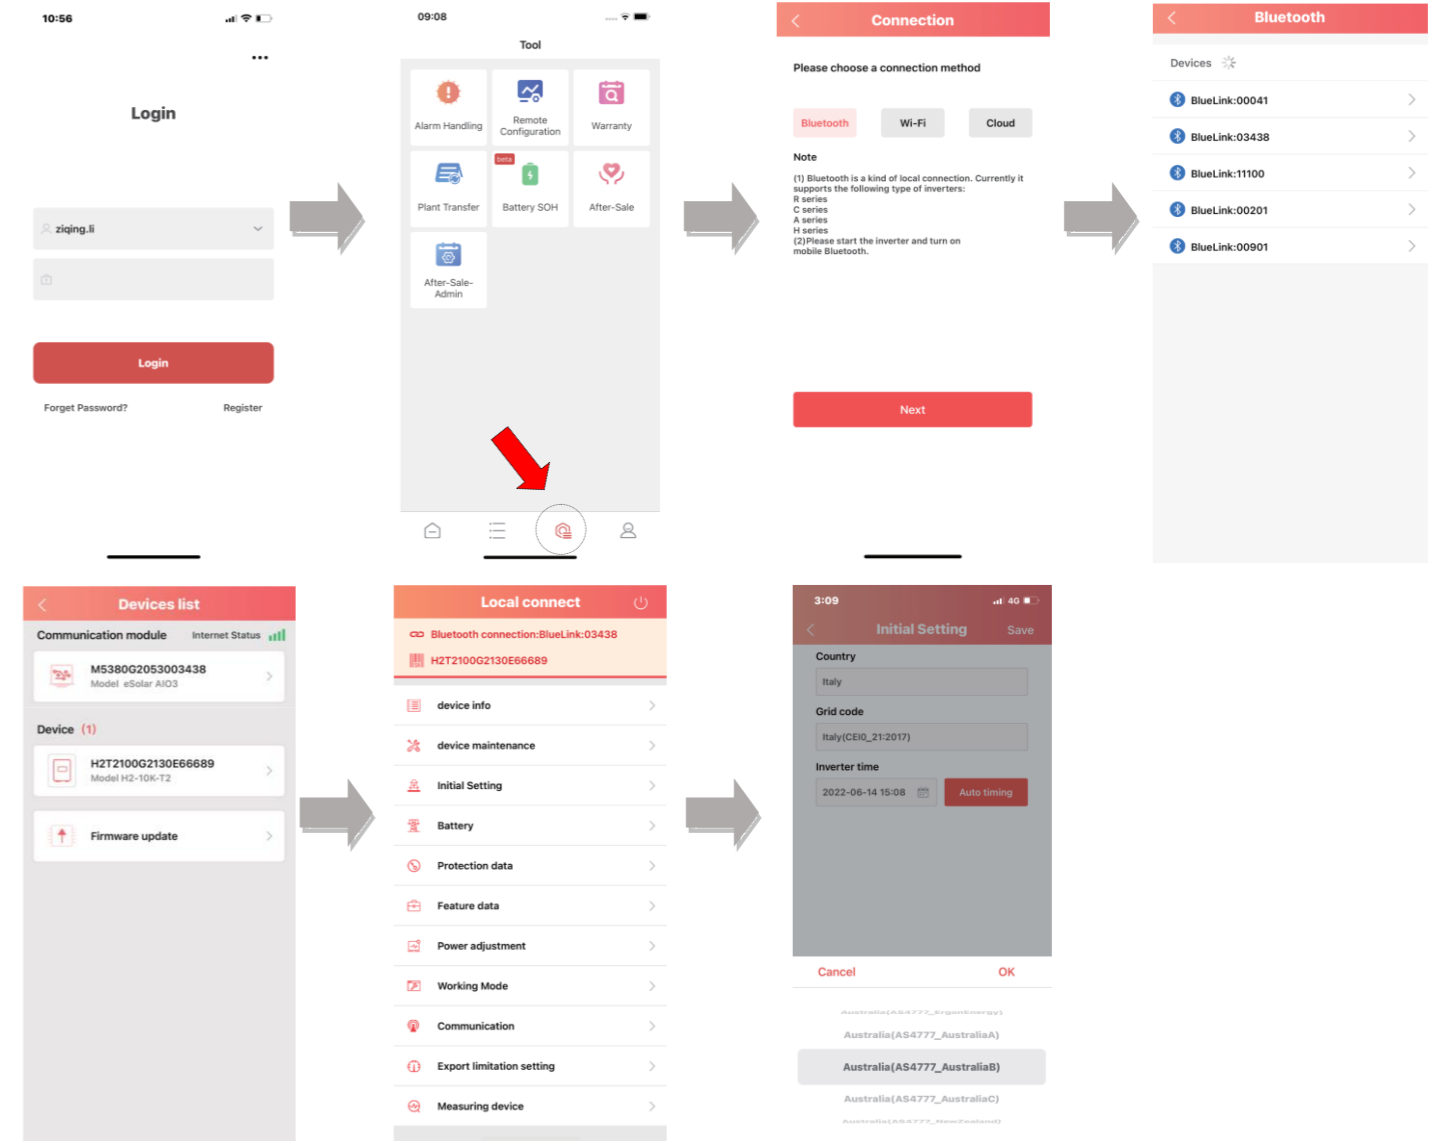 10:56
Login
ziqing.li
Login
Forget Password?
Register
09:08
Tool
Alarm Handling
Remote
Configuration
Warranty
Plant Transfer
beta
Battery SOH
After-Sale
After-Sale-
Admin
Connection
Please choose a connection method
Bluetooth
Wi-Fi
Cloud
Note
(1) Bluetooth is a kind of local connection. Currently it
supports the following type of inverters:
R series
C series
A series
H series
(2)Please start the inverter and turn on
mobile Bluetooth.
Next
Bluetooth
Devices
BlueLink:00041
BlueLink:03438
BlueLink:11100
BlueLink:00201
BlueLink:00901
Devices list
Communication module
Internet Status
M5380G2053003438
Model eSolar AIO3
Device (1)
H2T2100G2130E66689
Model H2-10K-T2
Firmware update
Local connect
Bluetooth connection:BlueLink:03438
H2T2100G2130E66689
device info
device maintenance
Initial Setting
Battery
Protection data
Feature data
Power adjustment
Working Mode
Communication
Export limitation setting
Measuring device
3:09
4G
Initial Setting
Save
Country
Italy
Grid code
Italy(CEI0_21:2017)
Inverter time
2022-06-14 15:08
Auto timing
Cancel
OK
Australia(AS4777_ErgonEnergy)
Australia(AS4777_AustraliaA)
Australia(AS4777_AustraliaB)
Australia(AS4777_AustraliaC)
Australia(AS4777_NewZealand)